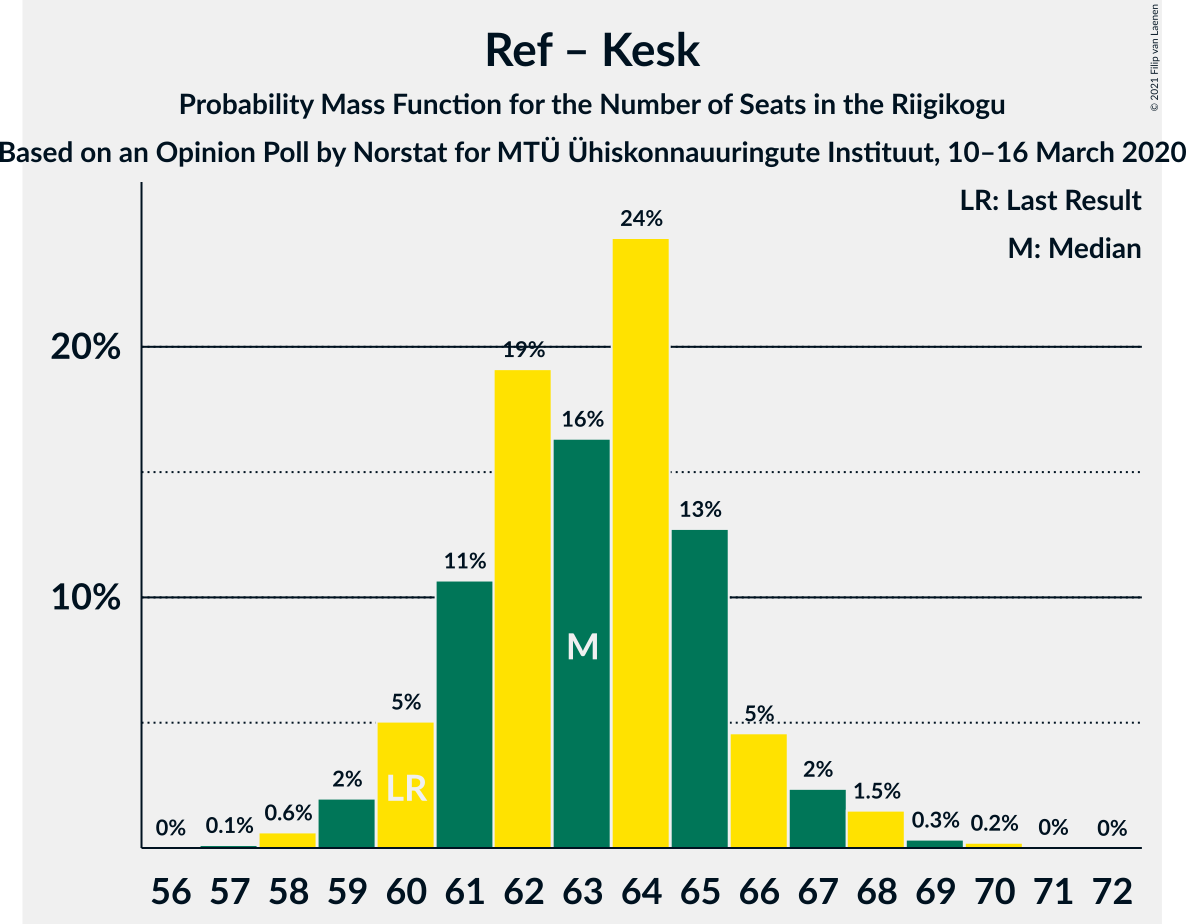 Ref – Kesk
Probability Mass Function for the Number of Seats in the Riigikogu
Based on an Opinion Poll by Norstat for MTÜ Ühiskonnauuringute Instituut, 10–16 March 2020
© 2021 Filip van Laenen
LR: Last Result
M: Median
24%
20%
19%
16%
13%
11%
10%
M
5%
5%
2%
LR
2%
1.5%
0%
0.1%
0.6%
0.3%
0.2%
0%
0%
56 57 58 59 60 61 62 63 64 65 66 67 68 69 70 71 72